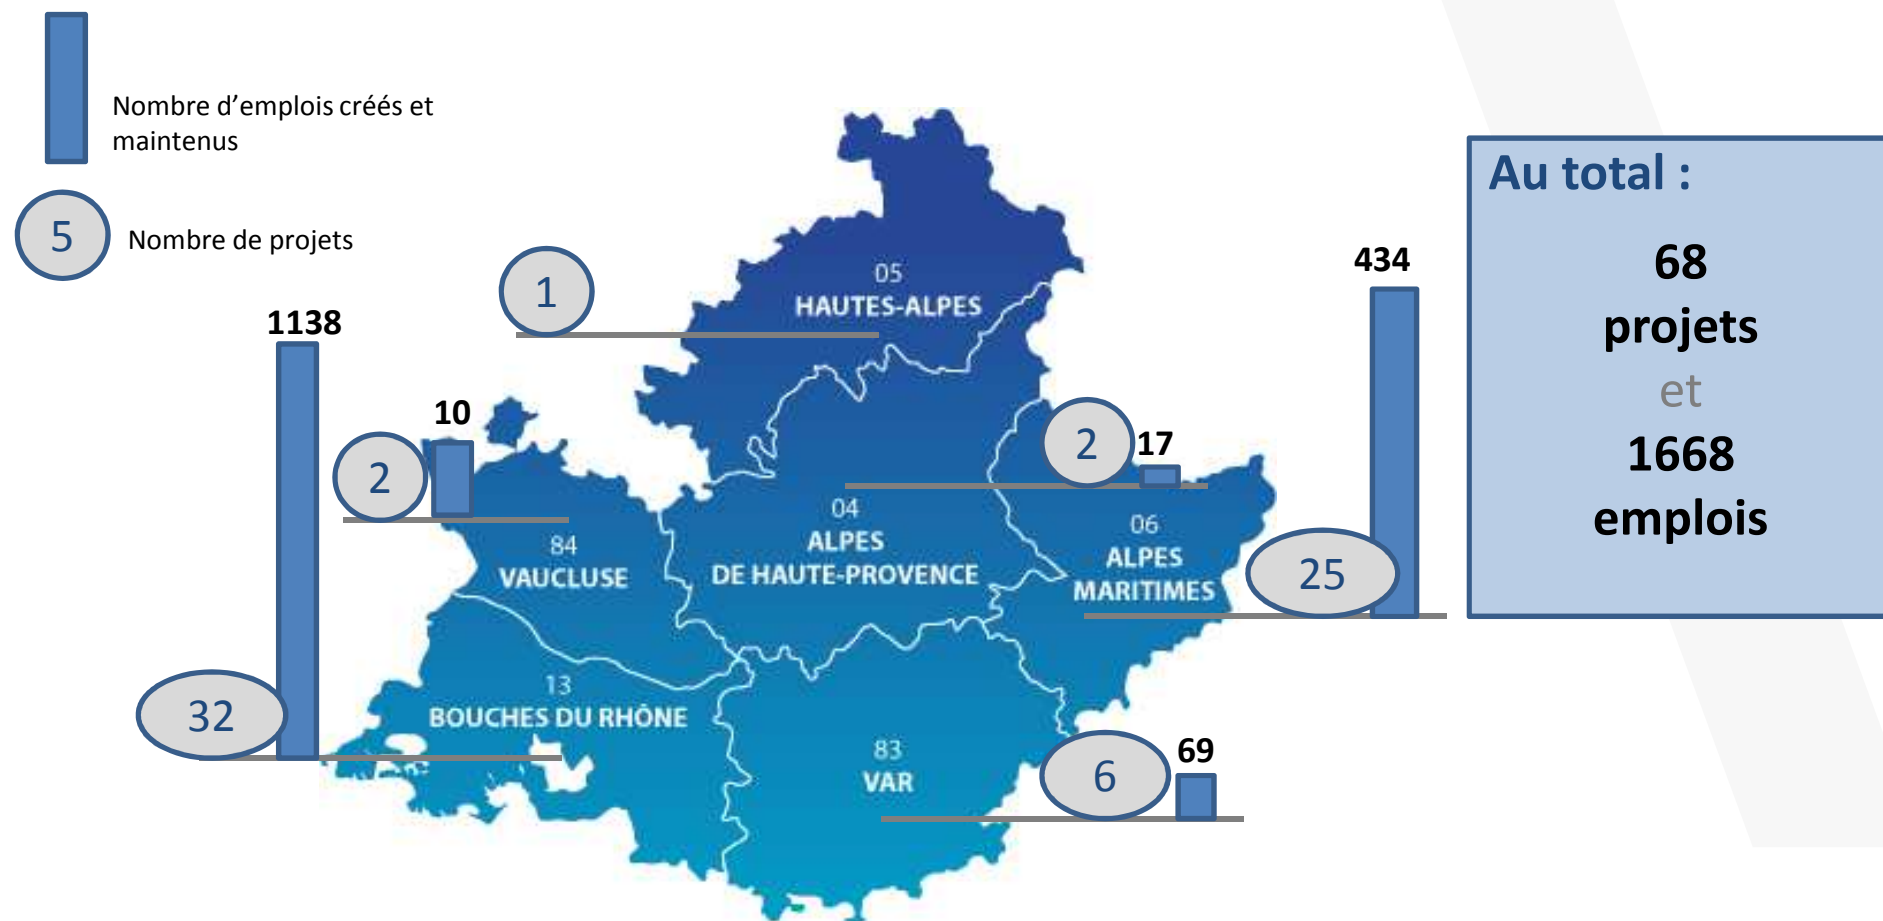 Nombre d’emplois créés et
maintenus
5
Nombre de projets
1
05
HAUTES-ALPES
434
1138
10
2
2
17
04
ALPES
DE HAUTE-PROVENCE
06
ALPES
MARITIMES
84
VAUCLUSE
25
13
BOUCHES DU RHÔNE
32
83
VAR
6
69
Au total :
68
projets
et
1668
emplois